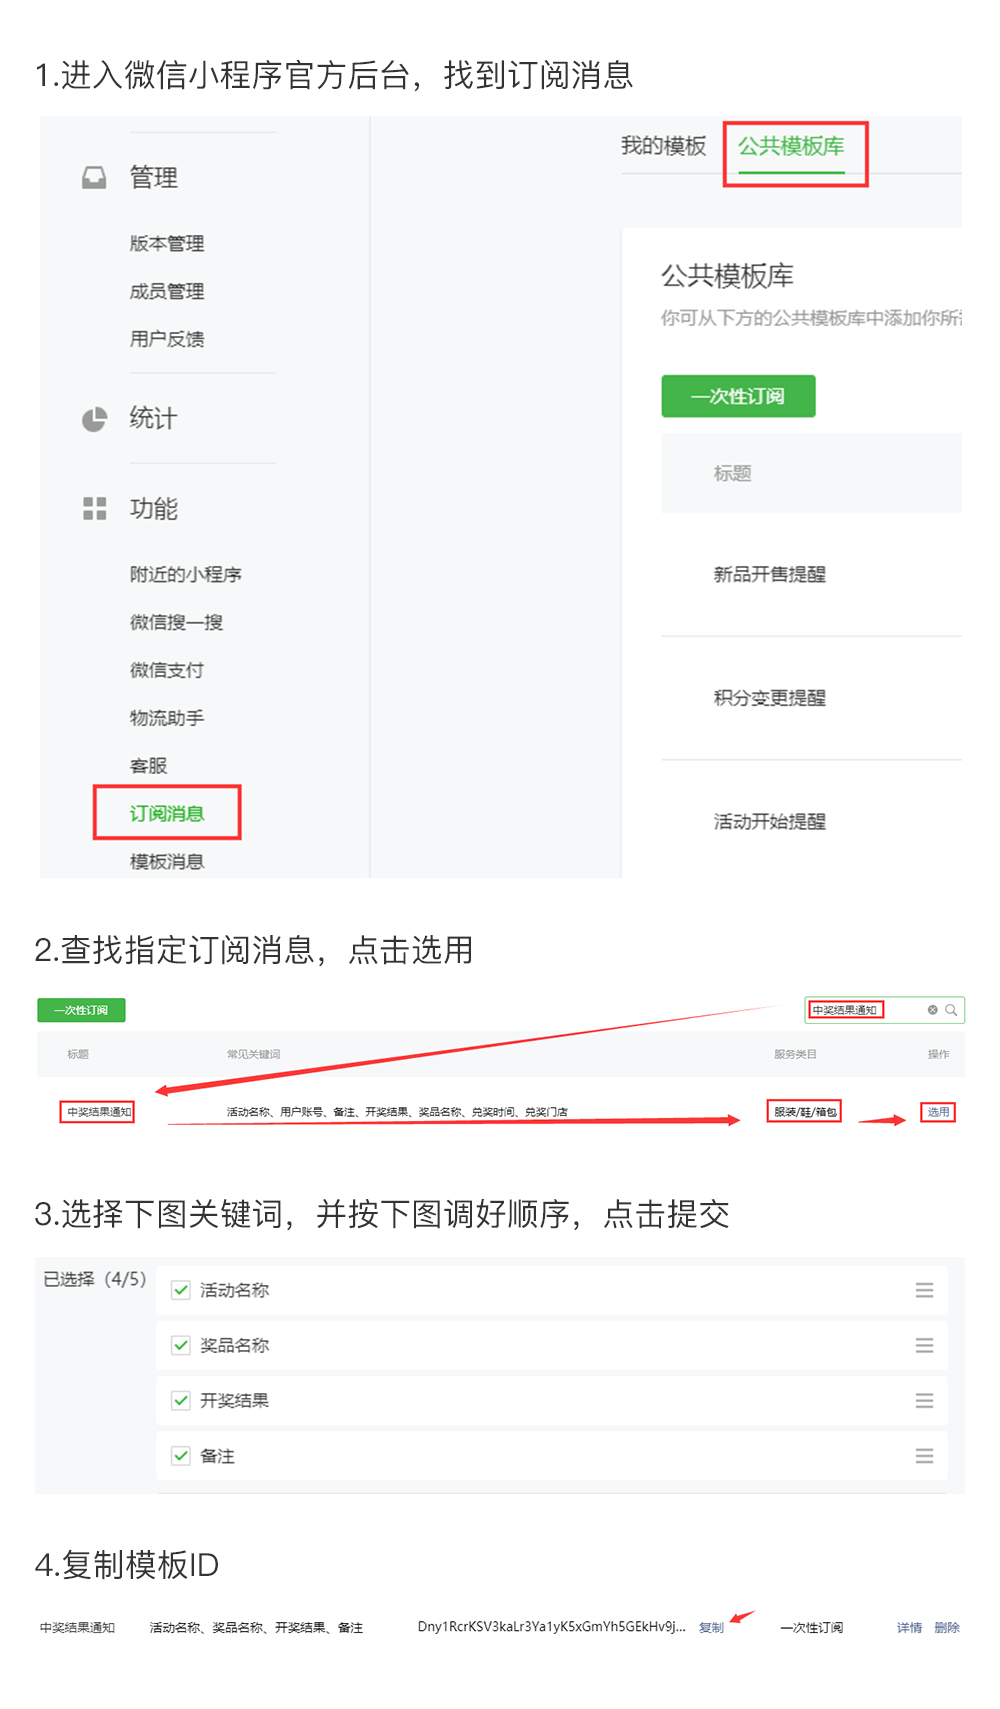 1.进入微信小程序官方后台，找到订阅消息
我的模板 公共模板库
管理
版本管理
成员管理
用户反馈
统计
功能
附近的小程序
微信搜一搜
微信支付
物流助手
客服
订阅消息
模板消息
公共模板库
你可从下方的公共模板库中添加你所
一次性订阅
标题
新品开售提醒
积分变更提醒
活动开始提醒
2.查找指定订阅消息，点击选用
一次性订阅 中奖结果通知
标题 常见关键词 服务类目 操作
中奖结果通知 活动名称、用户账号、备注、开奖结果、奖品名称、兑奖时间、兑奖门店 服装/鞋/箱包 选用
3.选择下图关键词，并按下图调好顺序，点击提交
已选择（4/5）
活动名称
奖品名称
开奖结果
备注
4.复制模板ID
中奖结果通知 活动名称、奖品名称、开奖结果、备注 Dny1RcrKSV3kaLr3Ya1yK5xGmYh5GEkHv9j... 复制 一次性订阅 详情 删除